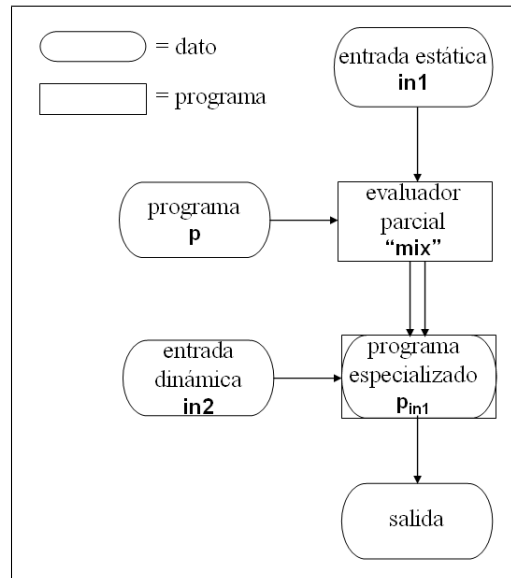 = dato
= programa
entrada estática
in1
programa
p
evaluador
parcial
“mix”
entrada
dinámica
in2
programa
especializado
pin1
salida